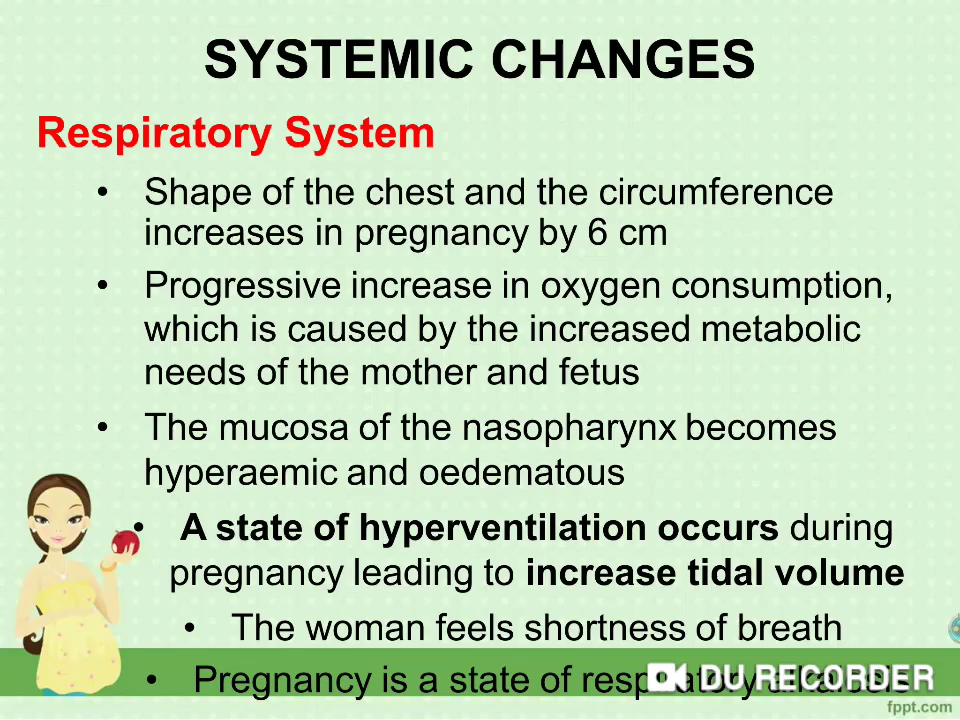 SYSTEMIC CHANGES
Respiratory System
• Shape of the chest and the circumference
increases in pregnancy by 6 cm
• Progressive increase in oxygen consumption,
which is caused by the increased metabolic
needs of the mother and fetus
• The mucosa of the nasopharynx becomes
hyperaemic and oedematous
• A state of hyperventilation occurs during
pregnancy leading to increase tidal volume
• The woman feels shortness of breath
• Pregnancy is a state of respiratory
DU RECORDER
fppt.com